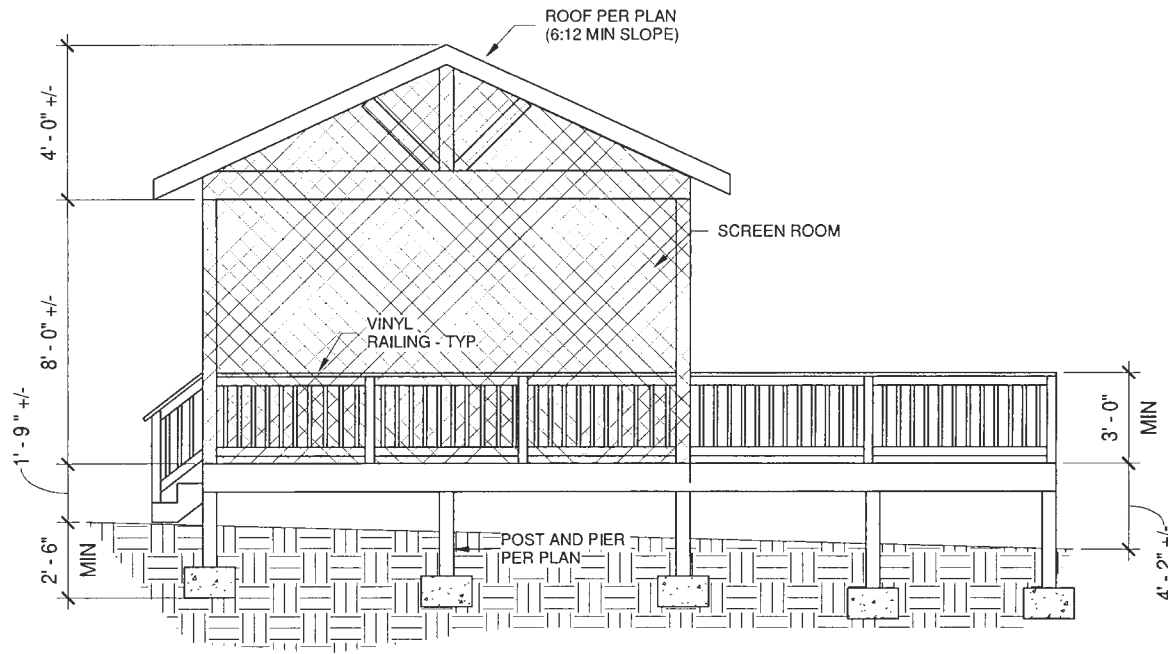 ROOF PER PLAN
(6:12 MIN SLOPE)
4' - 0" +/-
SCREEN ROOM
8' - 0" +/-
VINYL
RAILING - TYP.
3' - 0"
MIN
1' - 9 " +/-
2' - 6"
MIN
POST AND PIER
PER PLAN
4' - 2" +/-